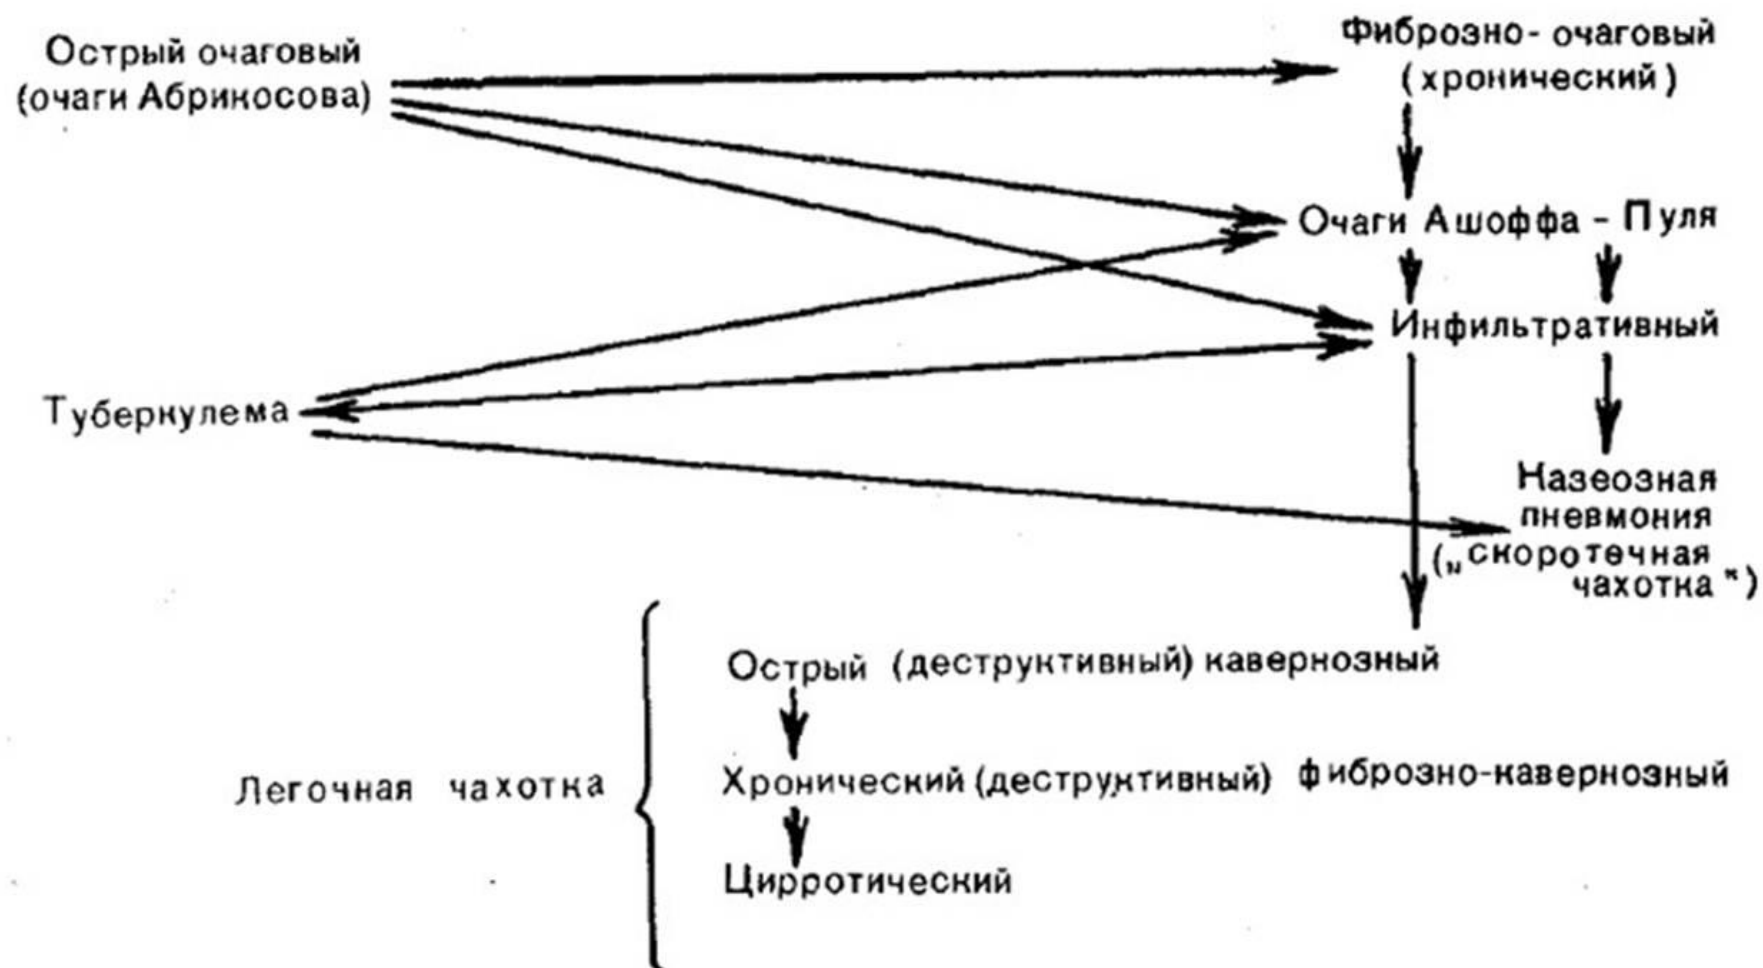 Острый очаговый
(очаги Абрикосова)
Фиброзно-очаговый
(хронический)
Очаги Ашоффа – Пуля
Инфильтративный
Туберкулема
Казеозная
пневмония
(„скоротечная
чахотка")
Острый (деструктивный) кавернозный
Легочная чахотка
Хронический (деструктивный) фиброзно-кавернозный
Цирротический